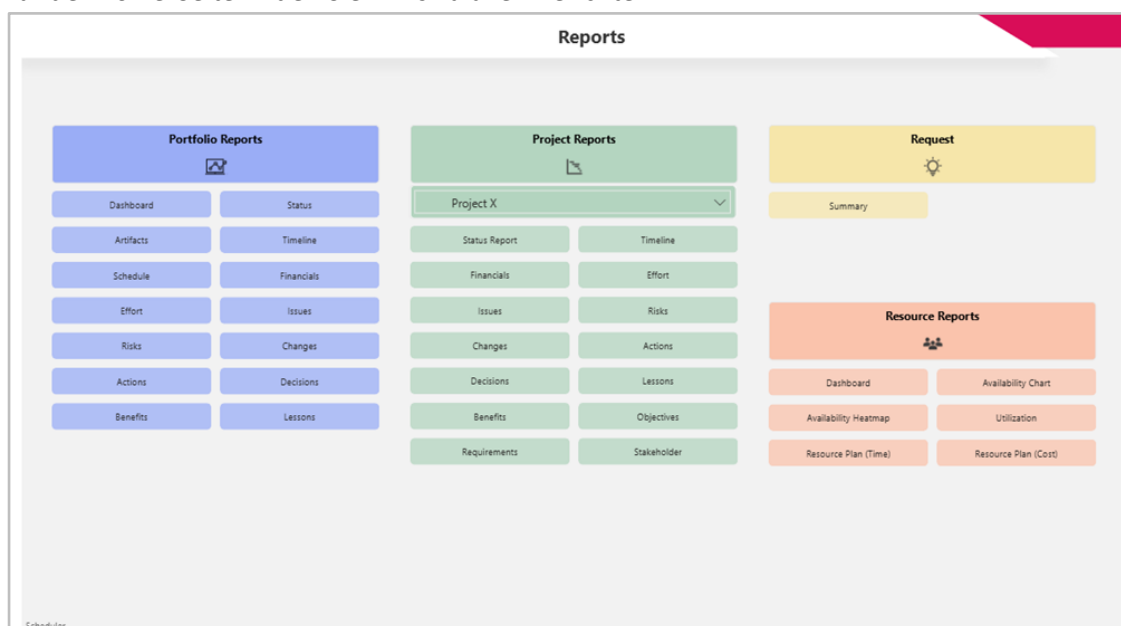 Reports
Portfolio Reports
Dashboard Status
Artifacts Timeline
Schedule Financials
Effort Issues
Risks Changes
Actions Decisions
Benefits Lessons
Project Reports
Project X
Status Report Timeline
Financials Effort
Issues Risks
Changes Actions
Decisions Lessons
Benefits Objectives
Requirements Stakeholder
Request
Summary
Resource Reports
Dashboard Availability Chart
Availability Heatmap Utilization
Resource Plan (Time) Resource Plan (Cost)